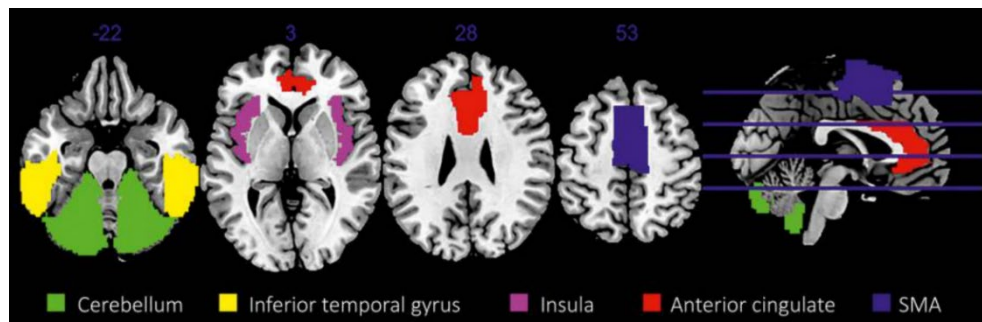 -22 3 28 53
Cerebellum Inferior temporal gyrus Insula Anterior cingulate SMA